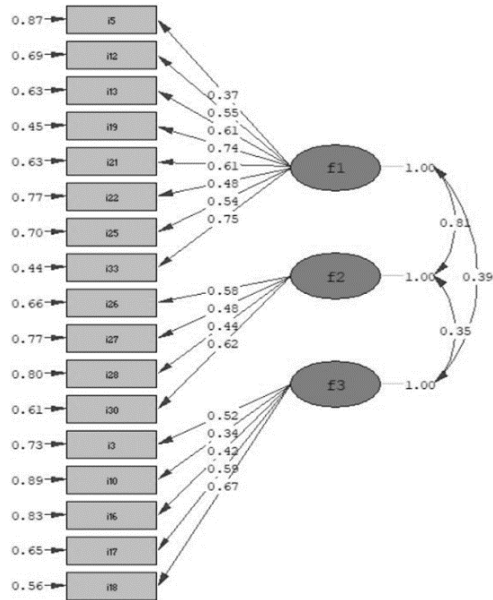 0.87 i5
0.69 i12
0.63 i13
0.45 i19
0.63 i21
0.77 i22
0.70 i25
0.44 i33
0.66 i26
0.77 i27
0.80 i28
0.61 i30
0.73 i3
0.89 i10
0.83 i16
0.65 i17
0.56 i18
0.37
0.55
0.61
0.74
0.61
0.48
0.54
0.75
0.58
0.48
0.44
0.62
0.52
0.34
0.42
0.59
0.67
f1 1.00
f2 1.00
f3 1.00
0.81
0.39
0.35